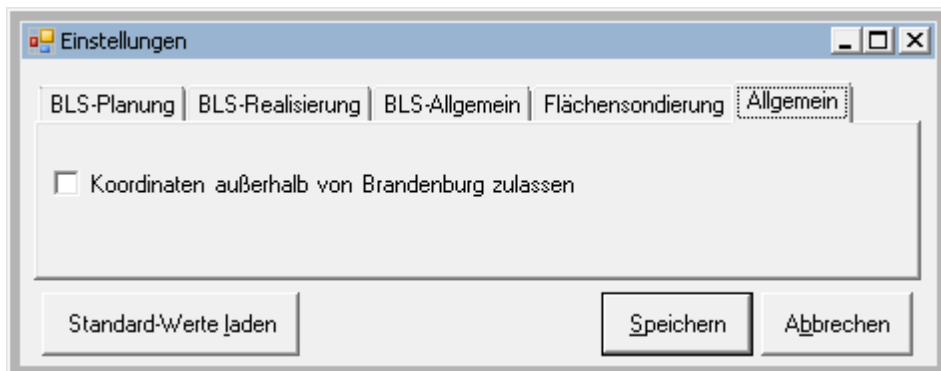 Einstellungen
BLS-Planung BLS-Realisierung BLS-Allgemein Flächensondierung Allgemein
Koordinaten außerhalb von Brandenburg zulassen
Standard-Werte laden Speichern Abbrechen